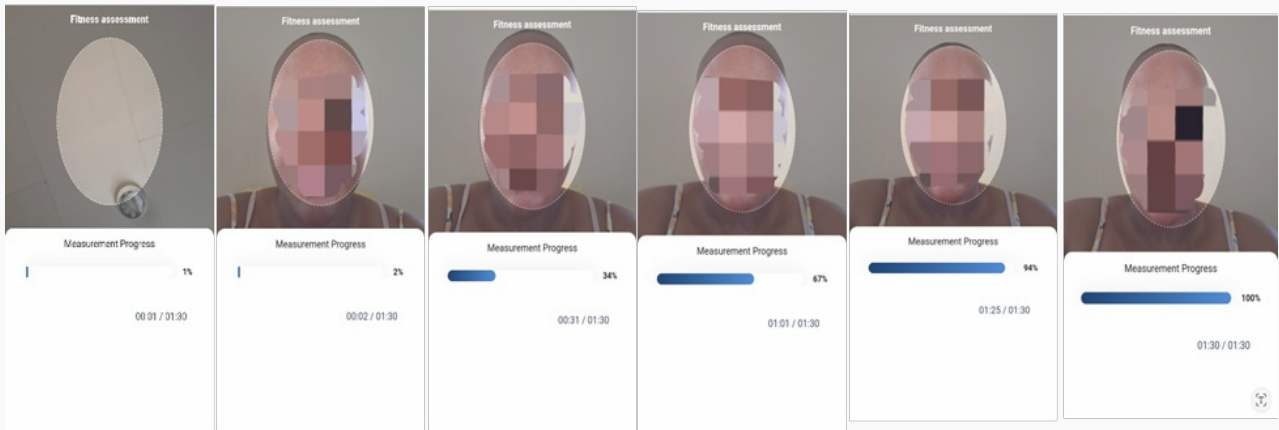 Fitness assessment
Measurement Progress
1%
00:01 / 01:30
Fitness assessment
Measurement Progress
2%
00:02 / 01:30
Fitness assessment
Measurement Progress
34%
00:31 / 01:30
Fitness assessment
Measurement Progress
67%
01:01 / 01:30
Fitness assessment
Measurement Progress
94%
01:25 / 01:30
Fitness assessment
Measurement Progress
100%
01:30 / 01:30